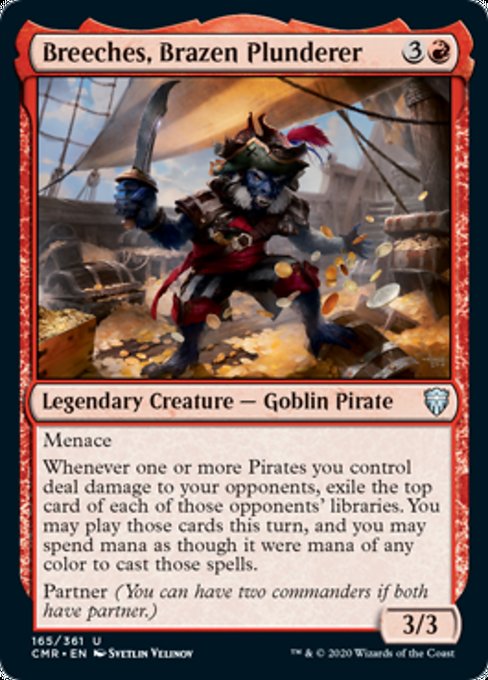 Breeches, Brazen Plunderer 3
Legendary Creature — Goblin Pirate
Menace
Whenever one or more Pirates you control
deal damage to your opponents, exile the top
card of each of those opponents' libraries. You
may play those cards this turn, and you may
spend mana as though it were mana of any
color to cast those spells.
Partner (You can have two commanders if both
have partner.)
3/3
165/361 U
CMR • EN Svetlin Velinov
™ & © 2020 Wizards of the Coast